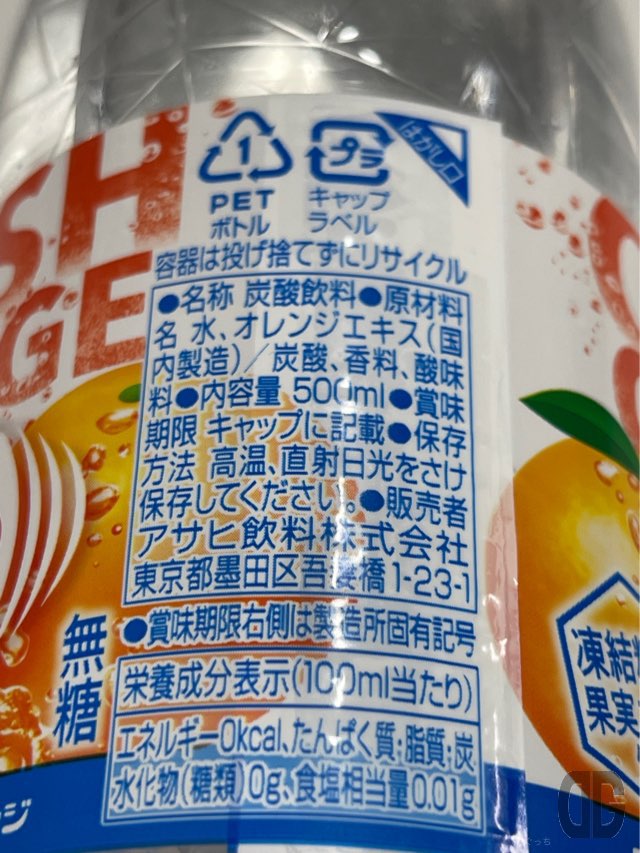 SH
GE
1
プラ
はがし口
PET
ボトル
キャップ
ラベル
容器は投げ捨てずにリサイクル
●名称 炭酸飲料●原材料
名 水、オレンジエキス(国
内製造)/炭酸、香料、酸味
料●内容量 500ml●賞味
期限 キャップに記載●保存
方法 高温、直射日光をさけ
保存してください。●販売者
アサヒ飲料株式会社
東京都墨田区吾妻橋1-23-1
●賞味期限右側は製造所固有記号
栄養成分表示(100ml当たり)
エネルギー0kcal、たんぱく質・脂質・炭
水化物(糖類)0g、食塩相当量0.01g
無糖
凍結
果実